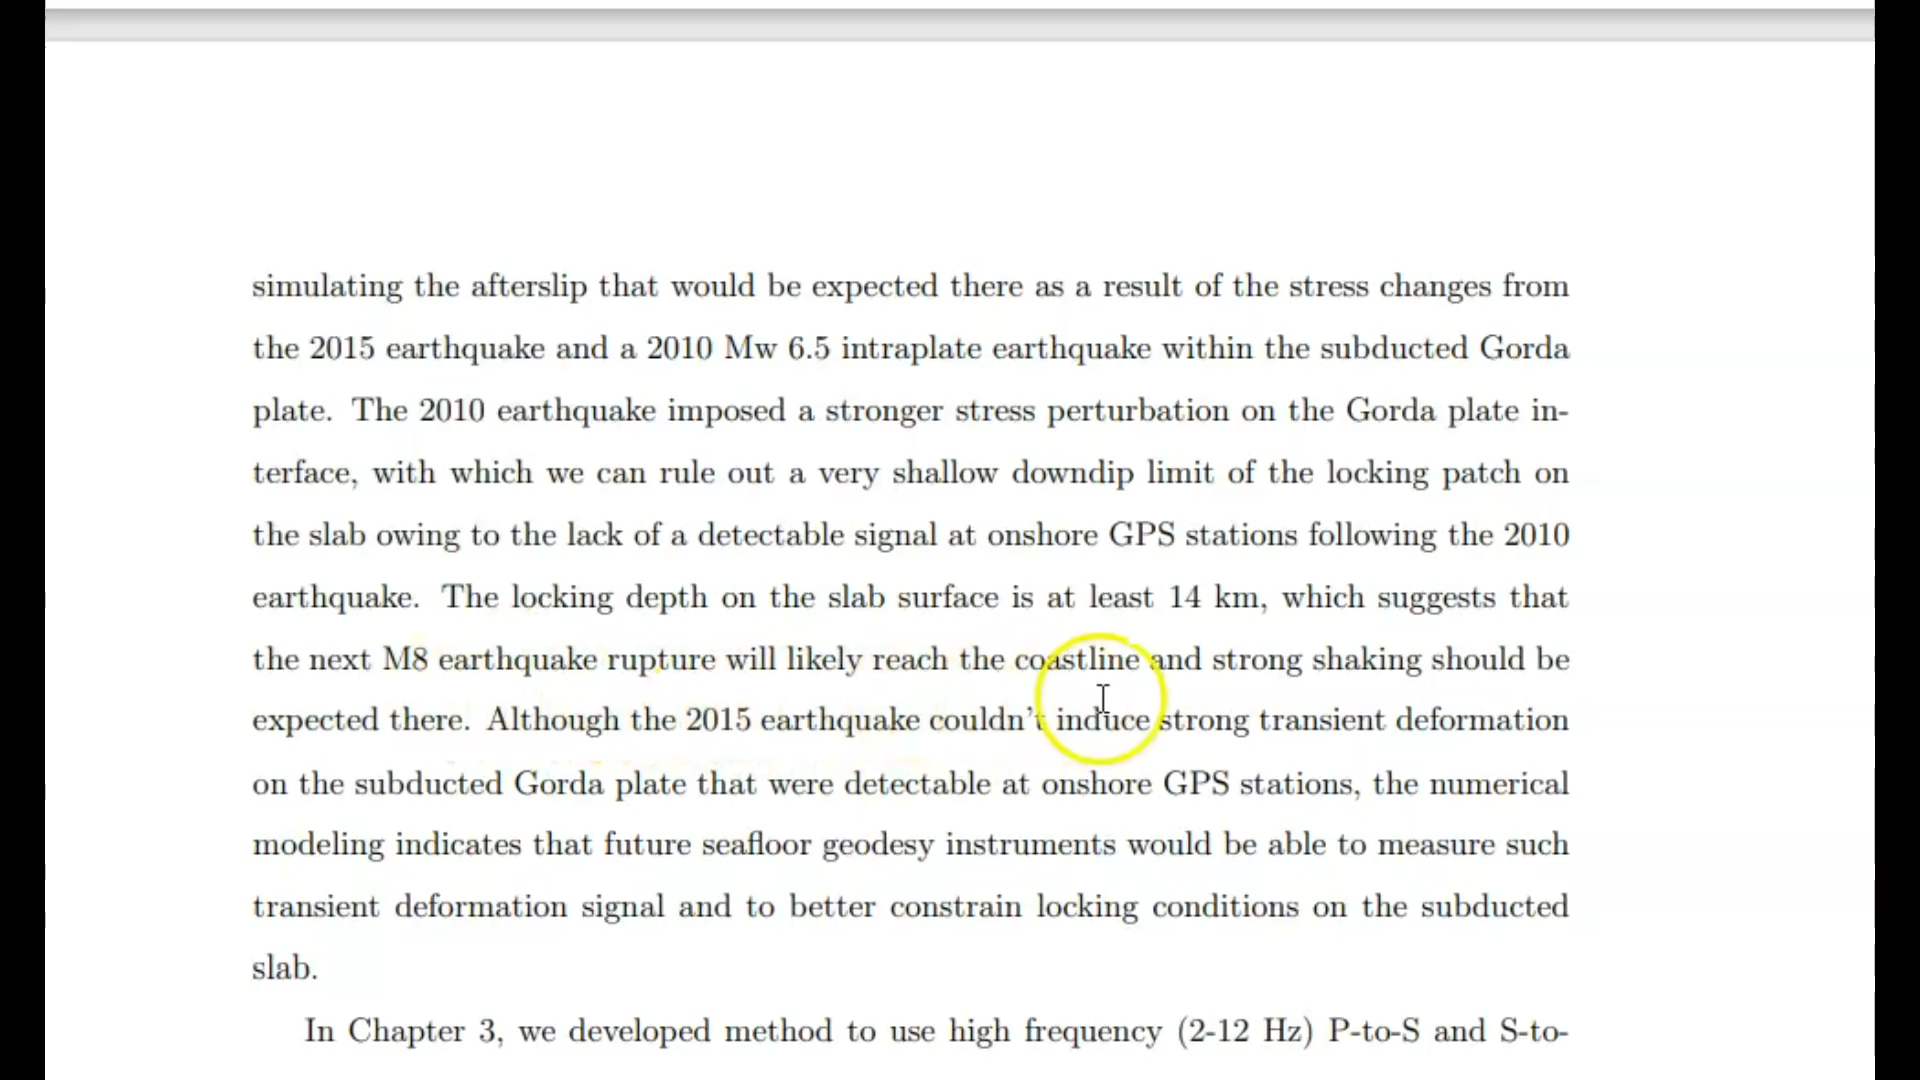 simulating the afterslip that would be expected there as a result of the stress changes from
the 2015 earthquake and a 2010 Mw 6.5 intraplate earthquake within the subducted Gorda
plate. The 2010 earthquake imposed a stronger stress perturbation on the Gorda plate in-
terface, with which we can rule out a very shallow downdip limit of the locking patch on
the slab owing to the lack of a detectable signal at onshore GPS stations following the 2010
earthquake. The locking depth on the slab surface is at least 14 km, which suggests that
the next M8 earthquake rupture will likely reach the coastline and strong shaking should be
expected there. Although the 2015 earthquake couldn't induce strong transient deformation
on the subducted Gorda plate that were detectable at onshore GPS stations, the numerical
modeling indicates that future seafloor geodesy instruments would be able to measure such
transient deformation signal and to better constrain locking conditions on the subducted
slab.
In Chapter 3, we developed method to use high frequency (2-12 Hz) P-to-S and S-to-